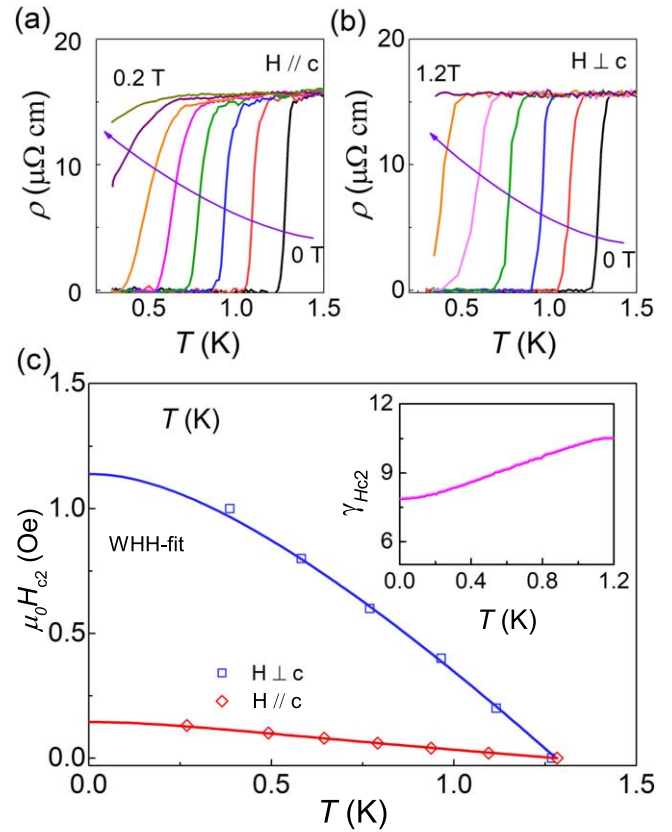 (a)
20
10
0
ρ (μΩ cm)
0.2 T
H // c
0 T
0.5
1.0
1.5
T (K)
(b)
20
10
0
ρ (μΩ cm)
1.2T
H ⊥ c
0 T
0.5
1.0
1.5
T (K)
(c)
1.5
1.0
0.5
0.0
μ0Hc2 (Oe)
T (K)
WHH-fit
H ⊥ c
H // c
12
9
6
γHc2
0.0
0.4
0.8
1.2
T (K)
0.0
0.5
1.0
1.5
T (K)